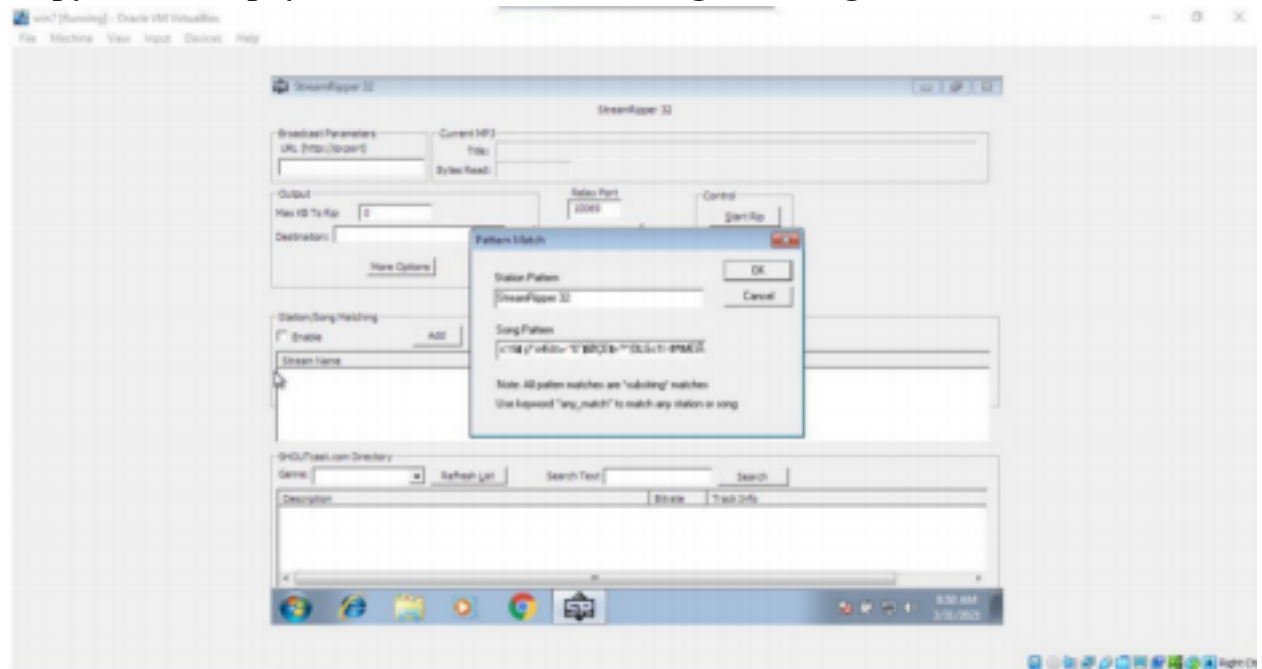 win7 [Running] - Oracle VM VirtualBox
File Machine View Input Devices Help
StreamRipper 32
StreamRipper 32
Broadcast Parameters
URL (http://ip:port)
Current MP3
Title:
Bytes Read:
Output
Max KB To Rip 0
Destination:
More Options
Relay Port
10069
Control
Start Rip
Pattern Match
Station Pattern
StreamRipper 32
OK
Cancel
Song Pattern
Note: All pattern matches are "substring" matches
Use keyword "any_match" to match any station or song
Station/Song Matching
Enable
Add
Stream Name
SHOUTcast.com Directory
Genre:
Refresh List
Search Text
Search
Description Bitrate Track Info
8:50 AM
Right Ct